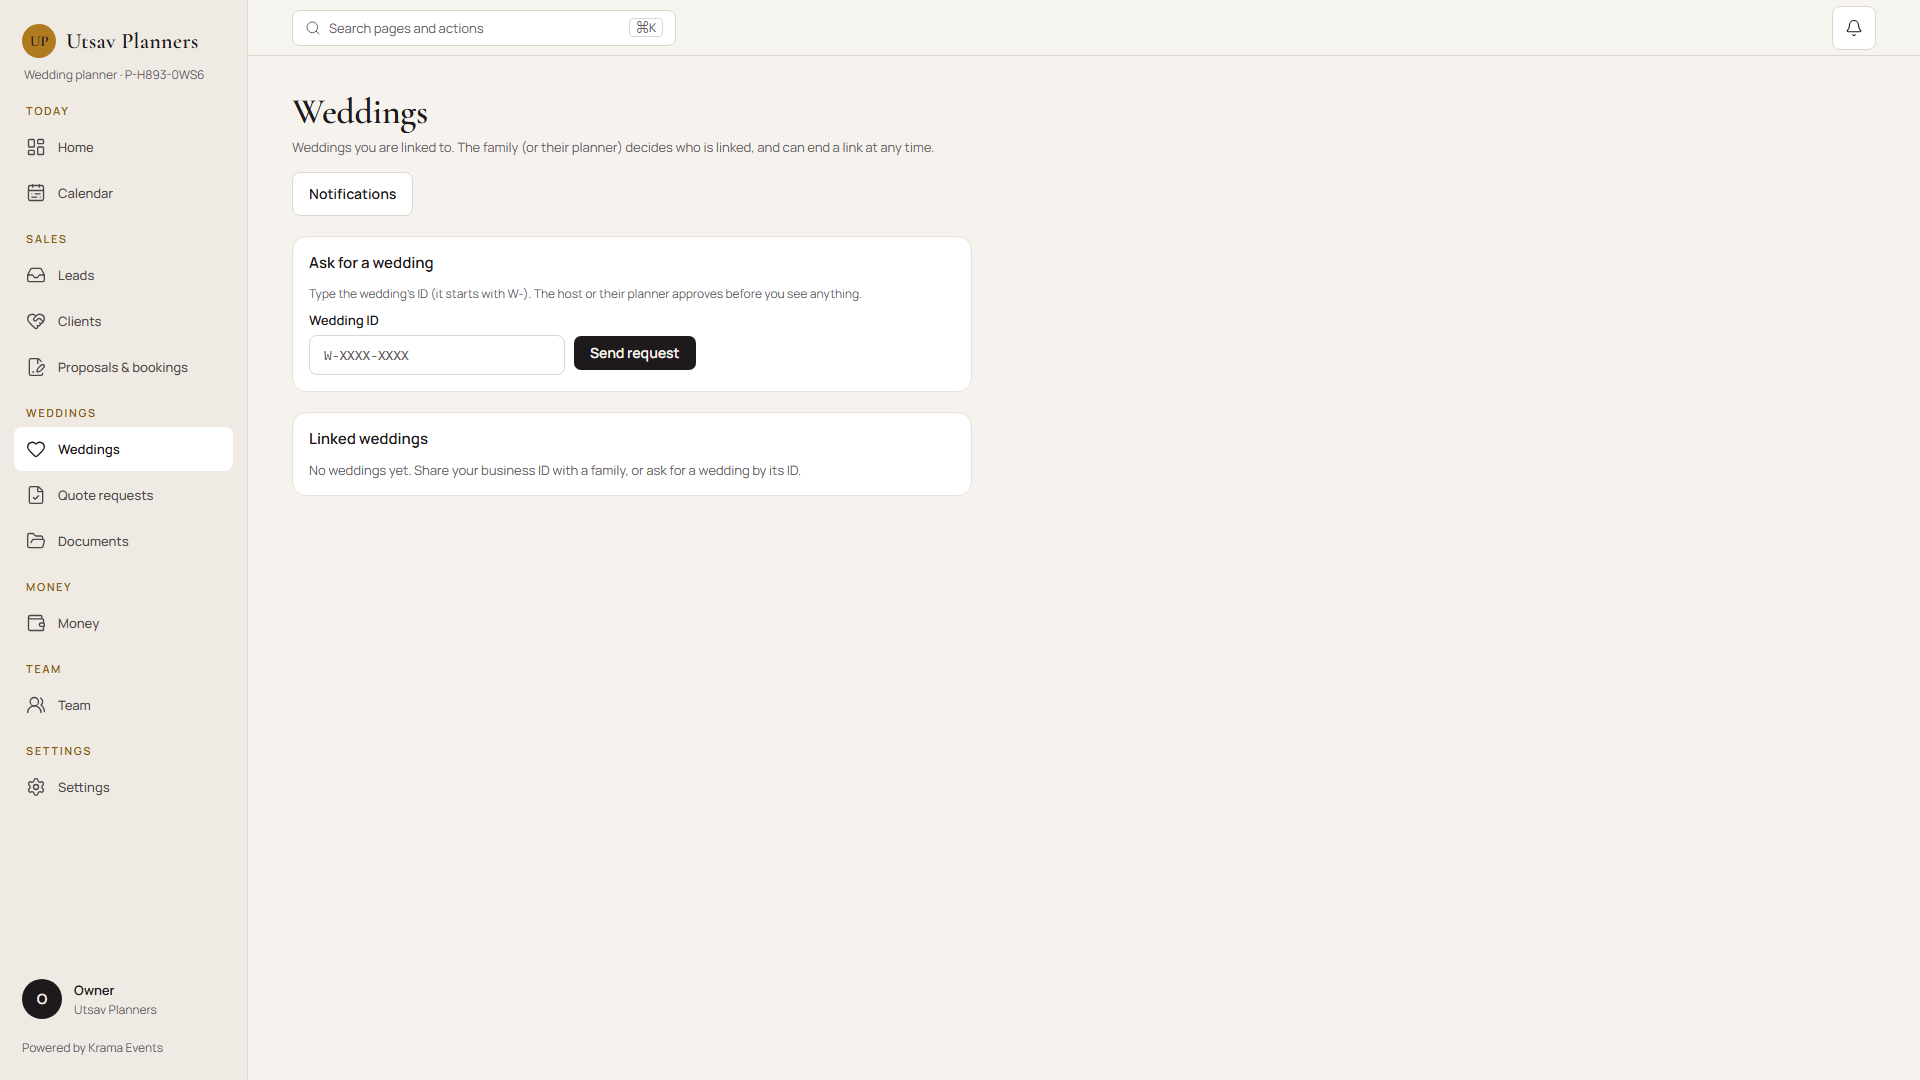 UP Utsav Planners
Wedding planner · P-H893-0WS6
TODAY
Home
Calendar
SALES
Leads
Clients
Proposals & bookings
WEDDINGS
Weddings
Quote requests
Documents
MONEY
Money
TEAM
Team
SETTINGS
Settings
O
Owner
Utsav Planners
Powered by Krama Events
Search pages and actions ⌘K
Weddings
Weddings you are linked to. The family (or their planner) decides who is linked, and can end a link at any time.
Notifications
Ask for a wedding
Type the wedding's ID (it starts with W-). The host or their planner approves before you see anything.
Wedding ID
W-XXXX-XXXX Send request
Linked weddings
No weddings yet. Share your business ID with a family, or ask for a wedding by its ID.